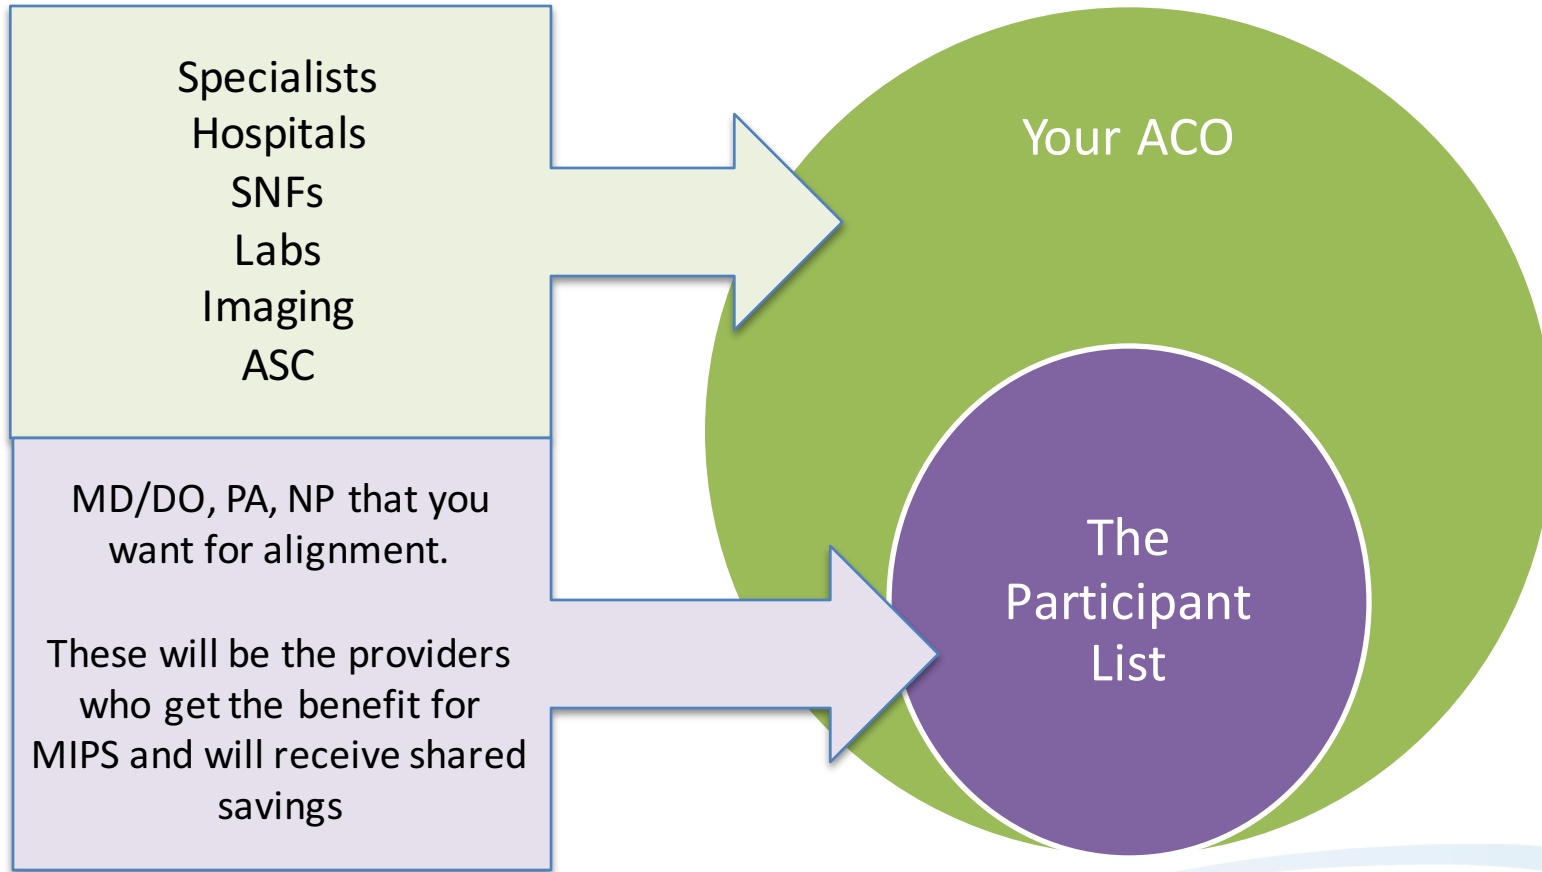 Specialists
Hospitals
SNFs
Labs
Imaging
ASC
MD/DO, PA, NP that you
want for alignment.
These will be the providers
who get the benefit for
MIPS and will receive shared
savings
Your ACO
The
Participant
List